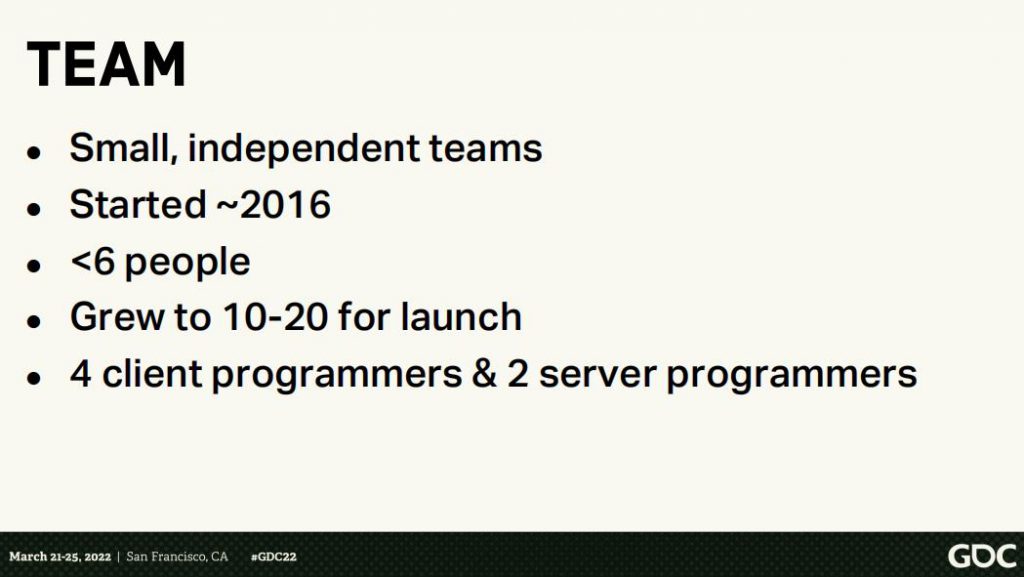 TEAM
• Small, independent teams
• Started ~2016
• <6 people
• Grew to 10-20 for launch
• 4 client programmers & 2 server programmers
March 21-25, 2022 | San Francisco, CA #GDC22
GDC